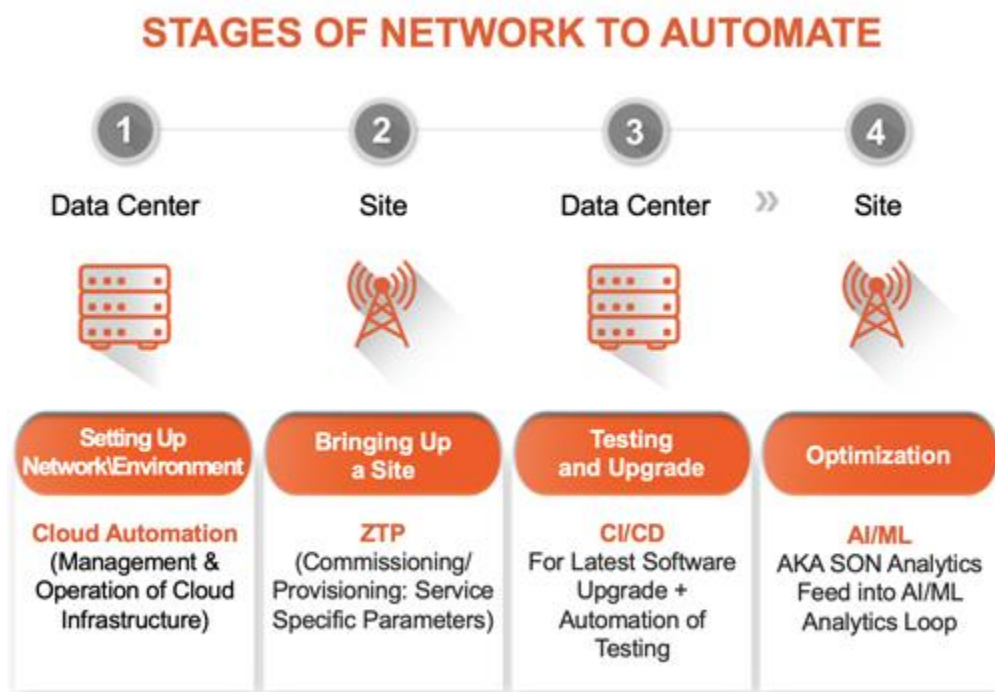 STAGES OF NETWORK TO AUTOMATE
1
2
3
4
Data Center
Site
Data Center
»
Site
Setting Up
Network\Environment
Bringing Up
a Site
Testing
and Upgrade
Optimization
Cloud Automation
(Management &
Operation of Cloud
Infrastructure)
ZTP
(Commissioning/
Provisioning: Service
Specific Parameters)
CI/CD
For Latest Software
Upgrade +
Automation of
Testing
AI/ML
AKA SON Analytics
Feed into AI/ML
Analytics Loop